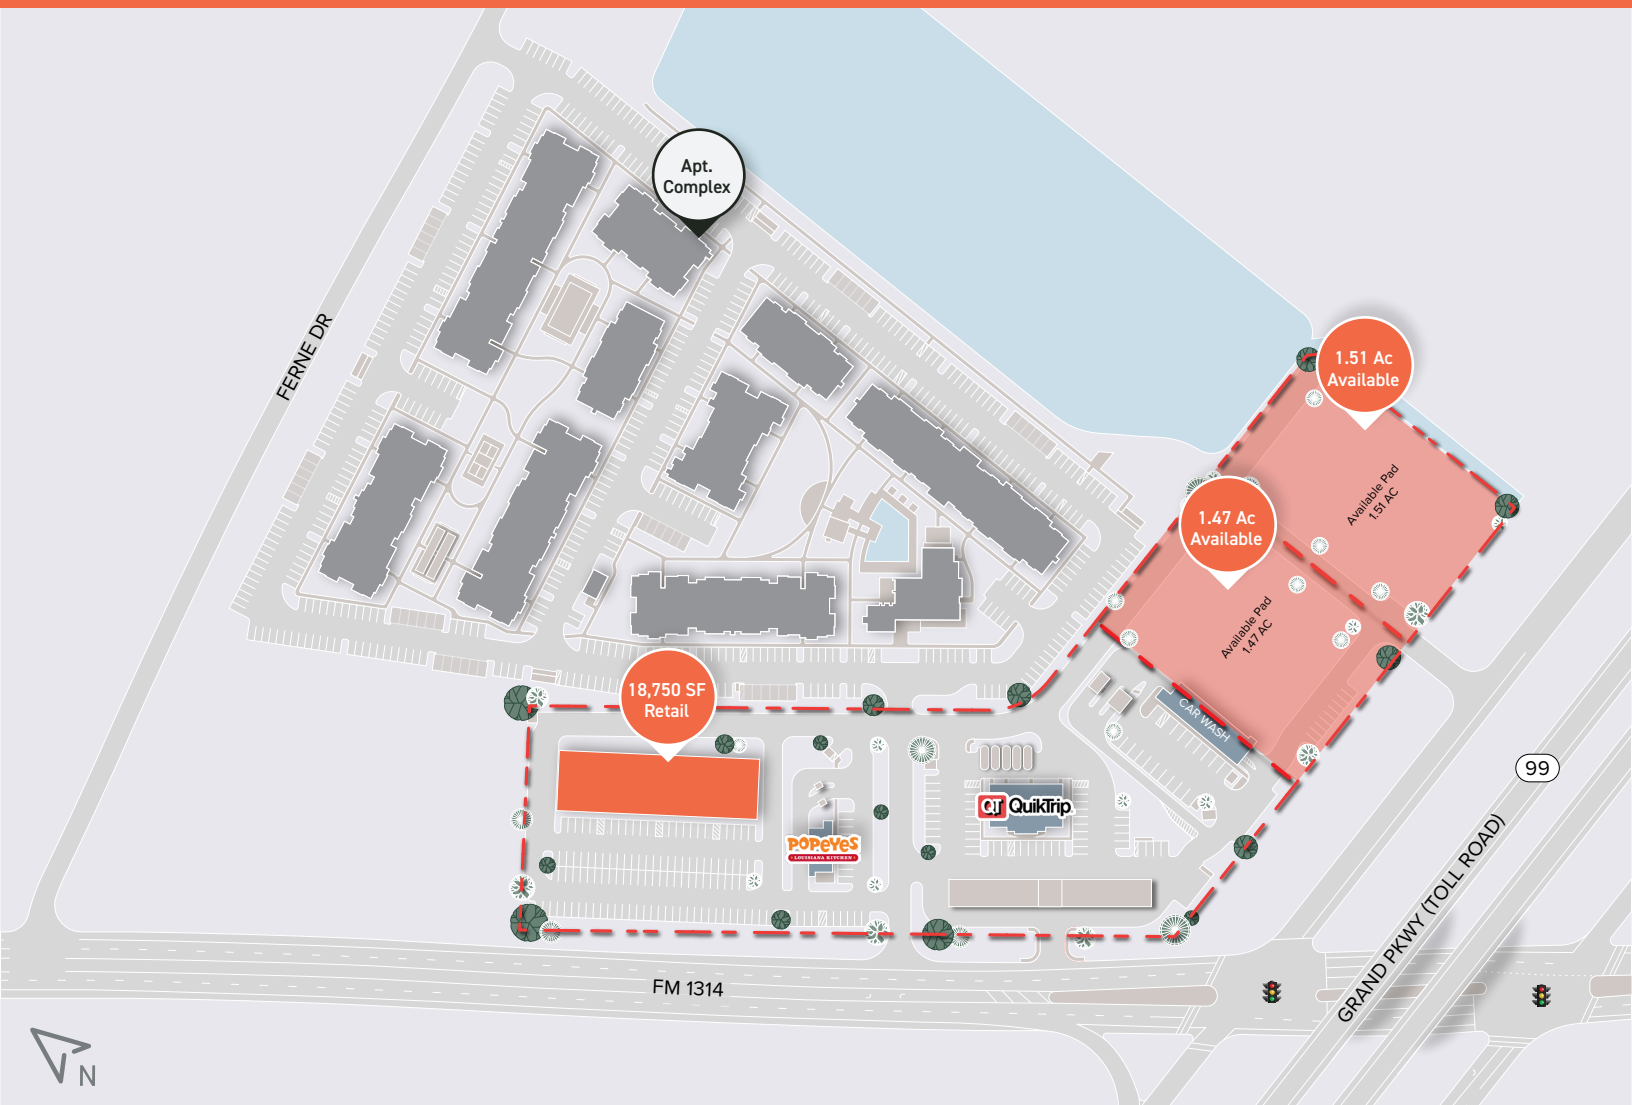 Apt.
Complex
FERNE DR
1.51 Ac
Available
Available Pad
1.51 AC
1.47 Ac
Available
Available Pad
1.47 AC
18,750 SF
Retail
CAR WASH
QT QuikTrip
POPEYES
LOUISIANA KITCHEN
99
GRAND PKWY (TOLL ROAD)
FM 1314
N